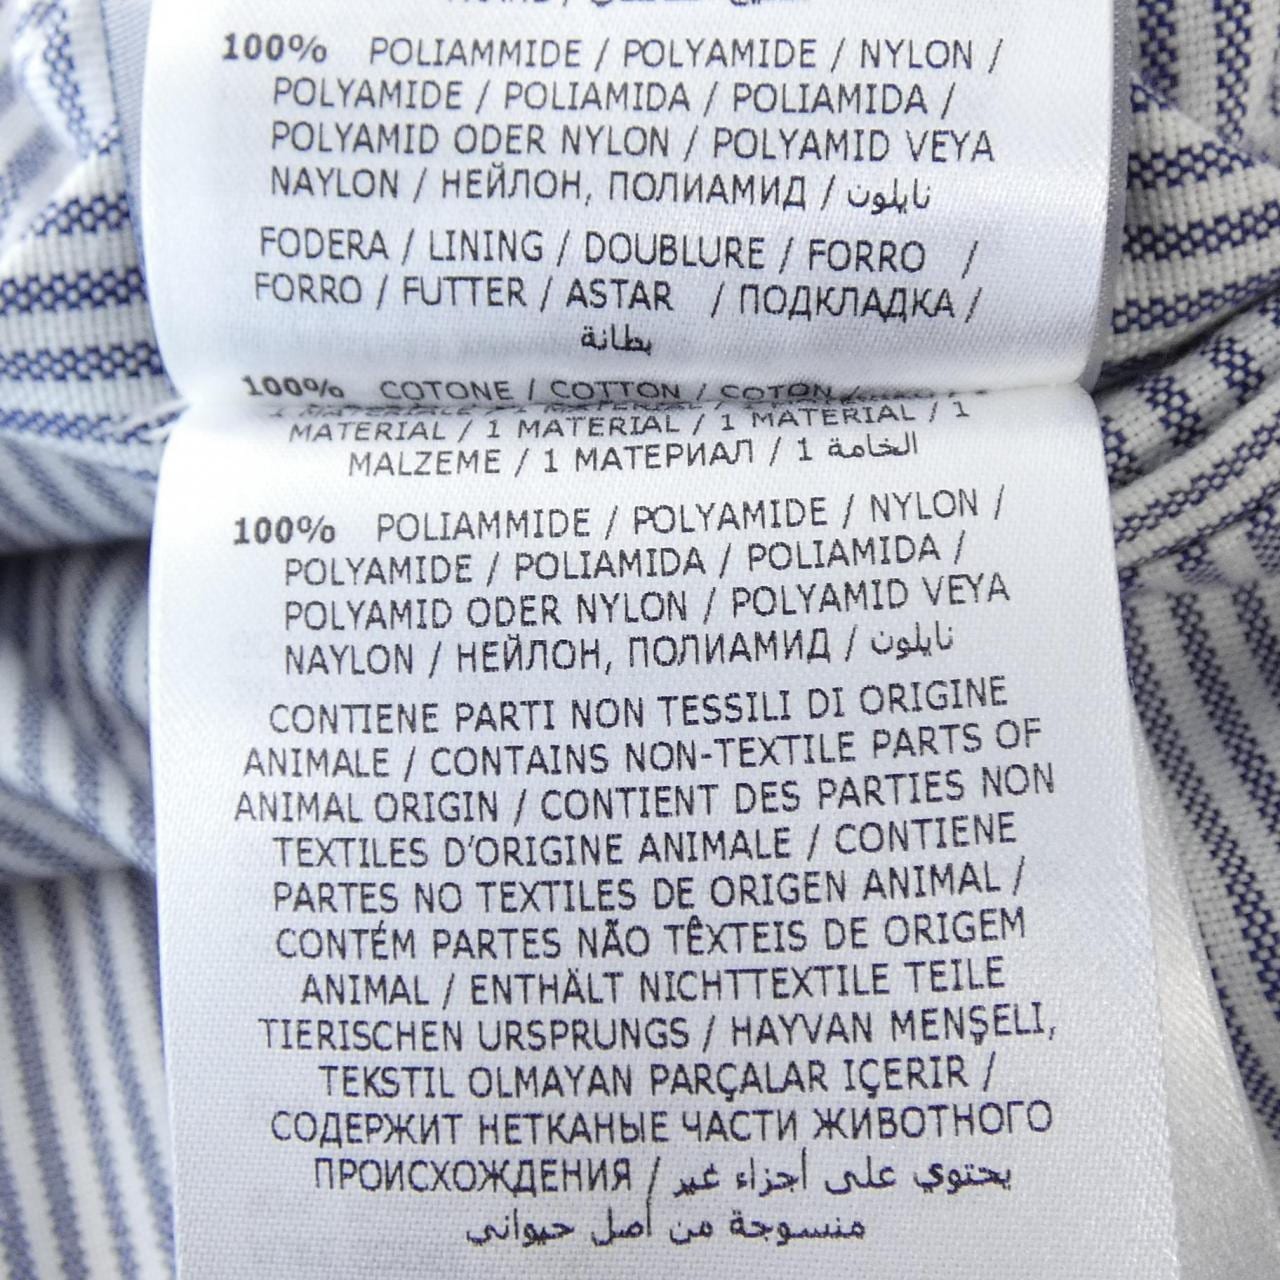 100% POLIAMMIDE / POLYAMIDE / NYLON /
POLYAMIDE / POLIAMIDA / POLIAMIDA /
POLYAMID ODER NYLON / POLYAMID VEYA
NAYLON / НЕЙЛОН, ПОЛИАМИД / نايلون
FODERA / LINING / DOUBLURE / FORRO /
FORRO / FUTTER / ASTAR / ПОДКЛАДКА /
بطانة
100% COTONE / COTTON / COTON
MATERIAL / 1 MATERIAL / 1 MATERIAL / 1
MALZEME / 1 МАТЕРИАЛ / 1 الخامة
100% POLIAMMIDE / POLYAMIDE / NYLON /
POLYAMIDE / POLIAMIDA / POLIAMIDA /
POLYAMID ODER NYLON / POLYAMID VEYA
NAYLON / НЕЙЛОН, ПОЛИАМИД / نايلون
CONTIENE PARTI NON TESSILI DI ORIGINE
ANIMALE / CONTAINS NON-TEXTILE PARTS OF
ANIMAL ORIGIN / CONTIENT DES PARTIES NON
TEXTILES D'ORIGINE ANIMALE / CONTIENE
PARTES NO TEXTILES DE ORIGEN ANIMAL /
CONTÉM PARTES NÃO TÊXTEIS DE ORIGEM
ANIMAL / ENTHÄLT NICHTTEXTILE TEILE
TIERISCHEN URSPRUNGS / HAYVAN MENŞELİ,
TEKSTIL OLMAYAN PARÇALAR IÇERIR /
СОДЕРЖИТ НЕТКАНЫЕ ЧАСТИ ЖИВОТНОГО
ПРОИСХОЖДЕНИЯ / يحتوي على أجزاء غير
منسوجة من أصل حيواني